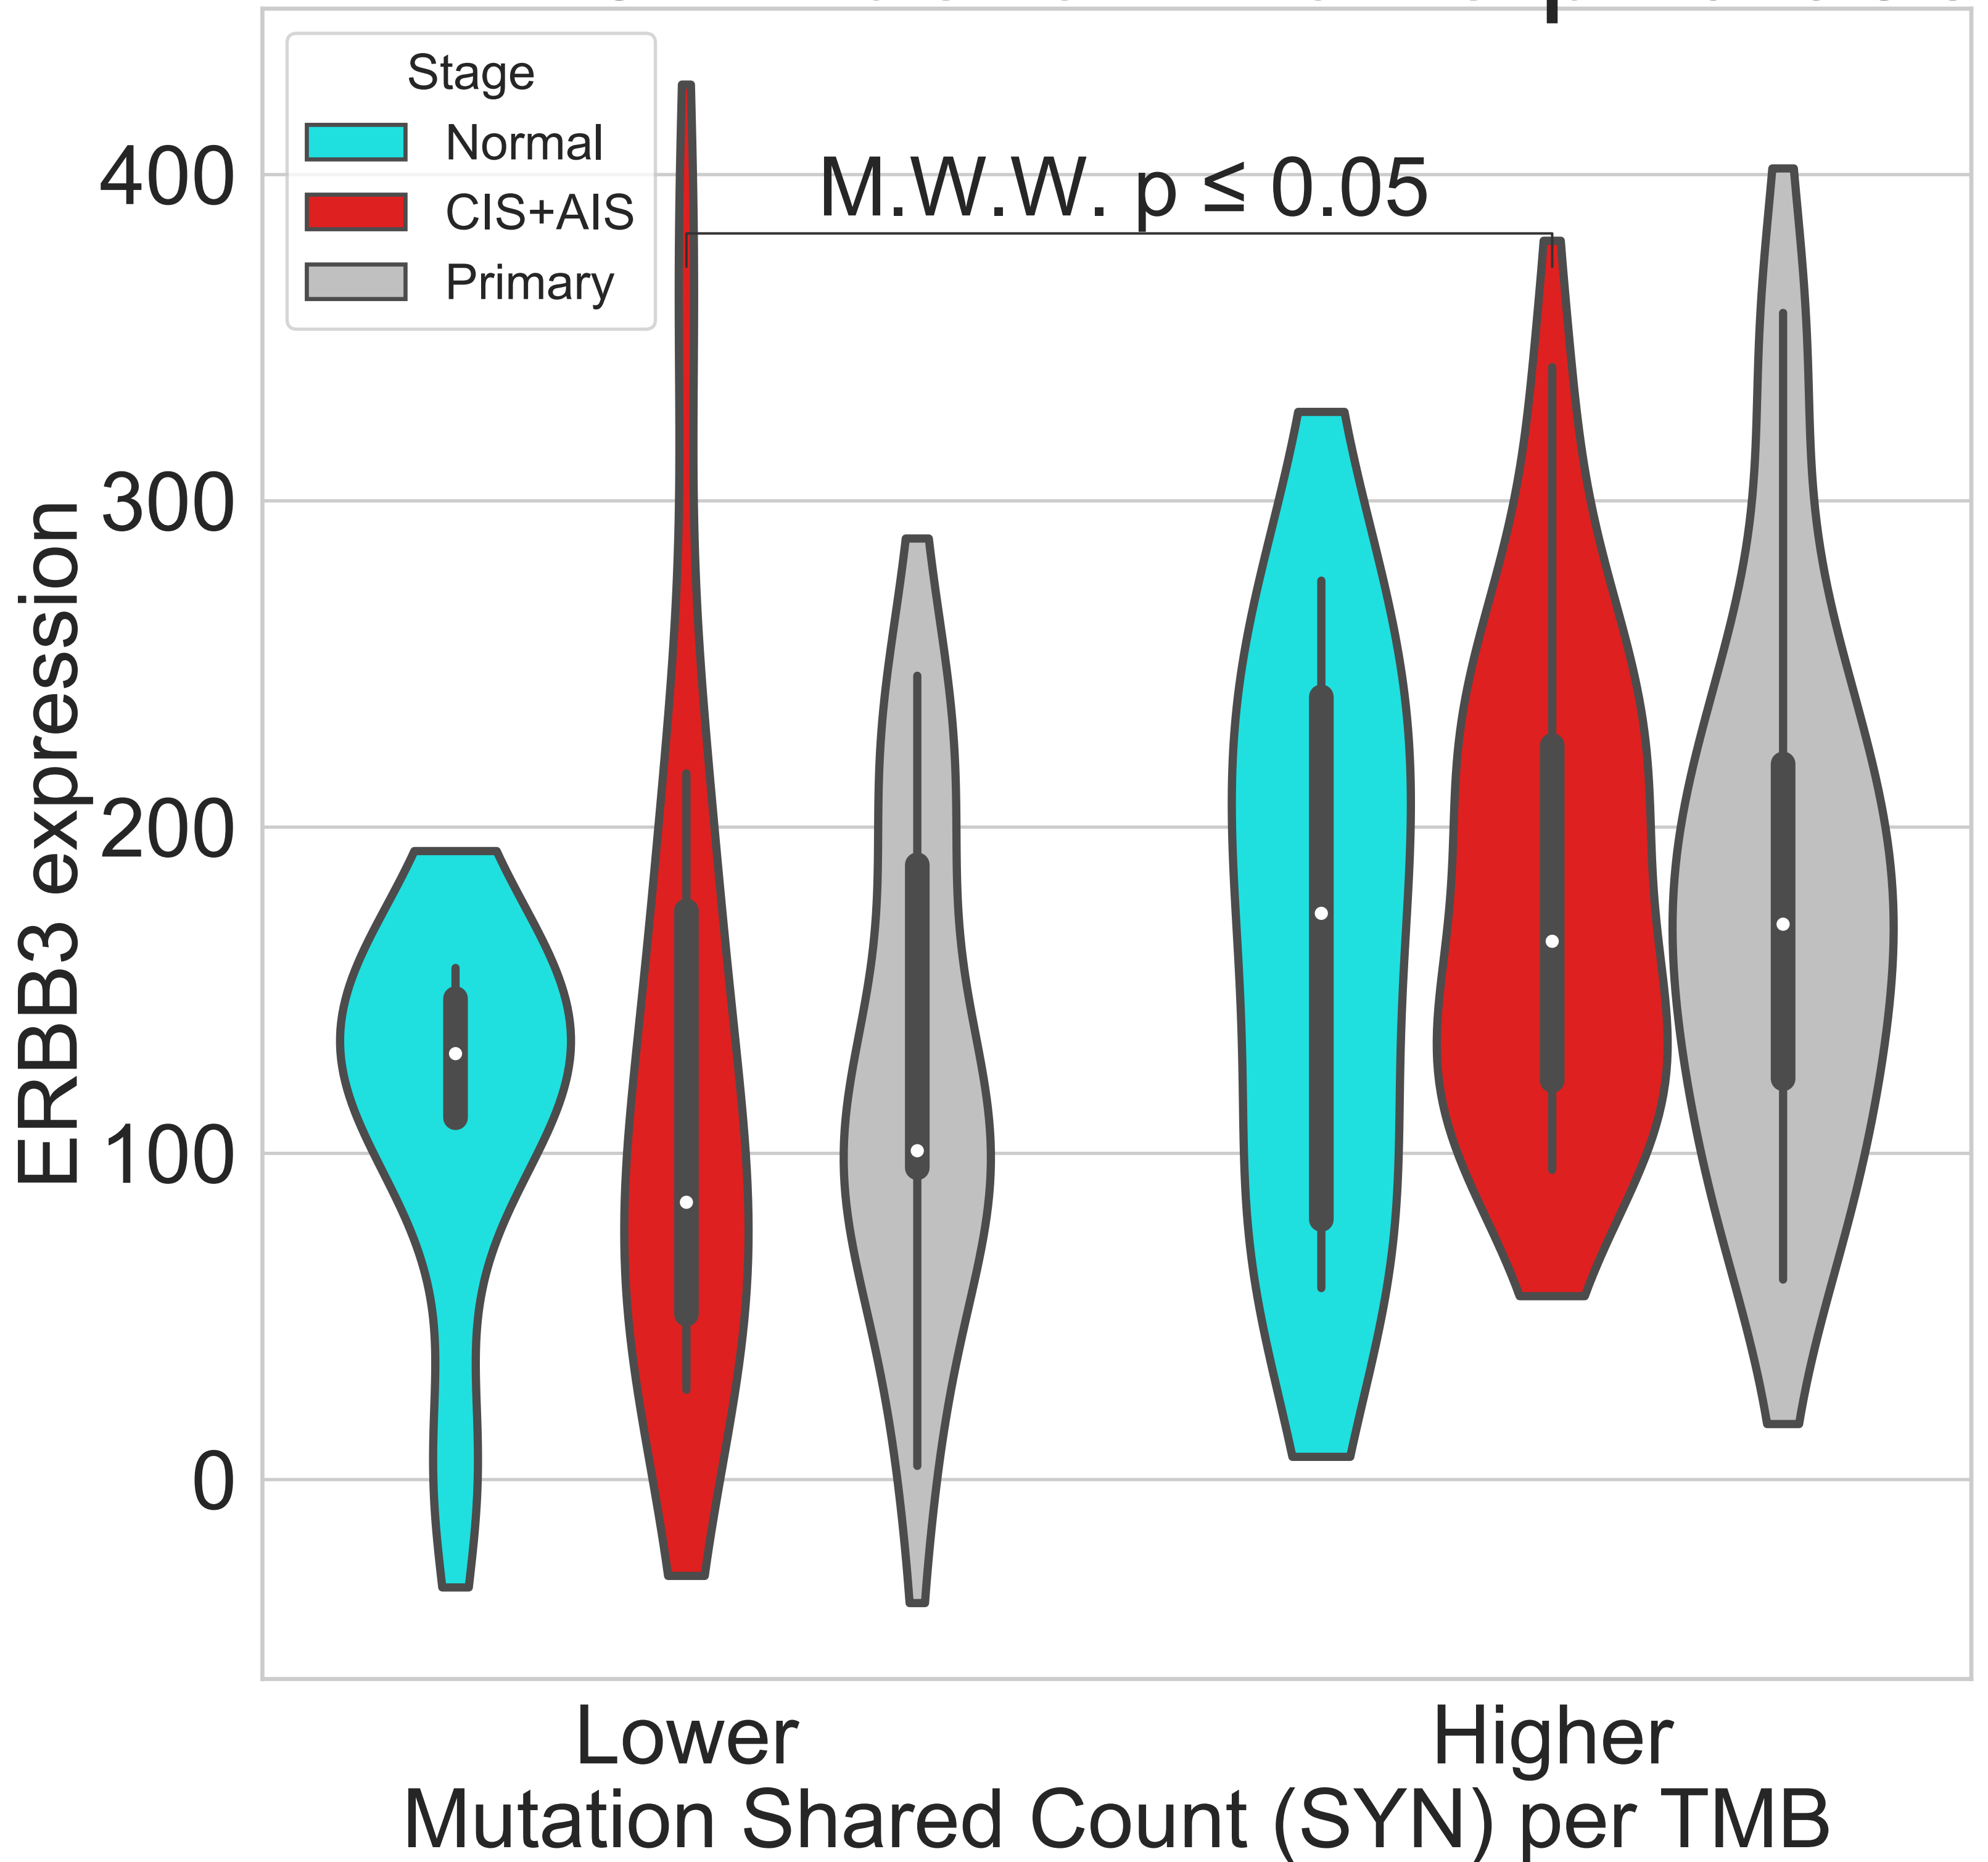 Stage
Normal
CIS+AIS
Primary
M.W.W. p ≤ 0.05
400
300
200
100
0
ERBB3 expression
Lower
Higher
Mutation Shared Count (SYN) per TMB